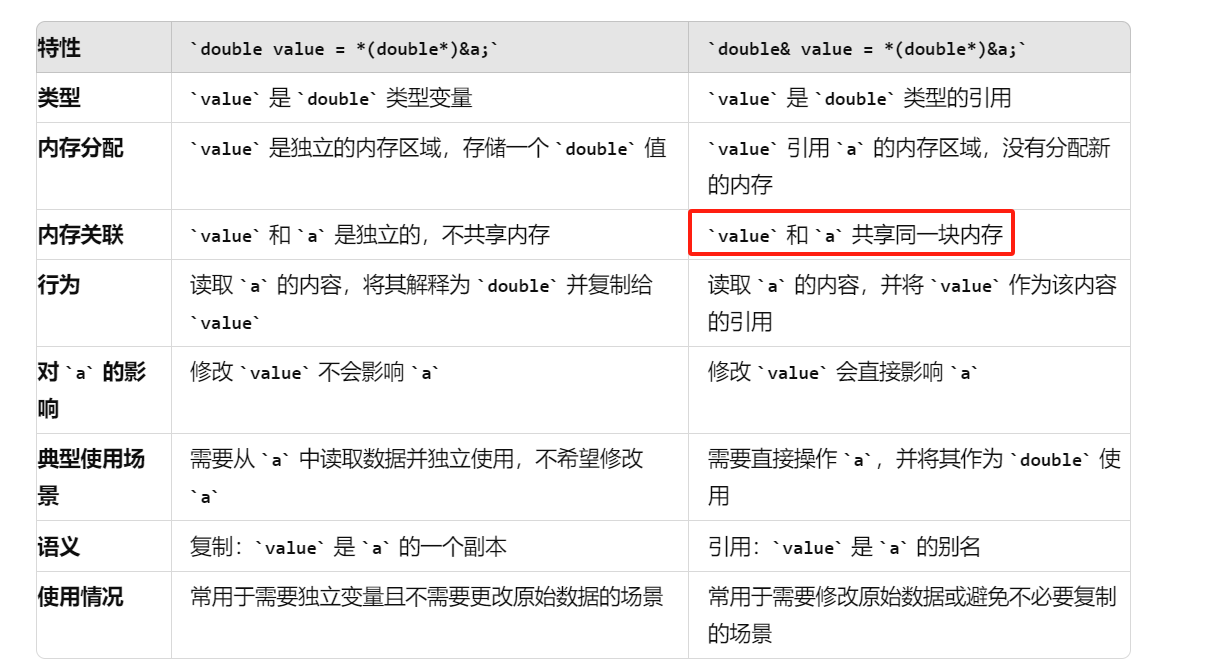 特性 `double value = *(double*)&a;` `double& value = *(double*)&a;`
类型 `value` 是 `double` 类型变量 `value` 是 `double` 类型的引用
内存分配 `value` 是独立的内存区域，存储一个 `double` 值 `value` 引用 `a` 的内存区域，没有分配新
的内存
内存关联 `value` 和 `a` 是独立的，不共享内存 `value` 和 `a` 共享同一块内存
行为 读取 `a` 的内容，将其解释为 `double` 并复制给 读取 `a` 的内容，并将 `value` 作为该内容
`value` 的引用
对 `a` 的影 修改 `value` 不会影响 `a` 修改 `value` 会直接影响 `a`
响
典型使用场 需要从 `a` 中读取数据并独立使用，不希望修改 需要直接操作 `a`，并将其作为 `double` 使
景 `a` 用
语义 复制：`value` 是 `a` 的一个副本 引用：`value` 是 `a` 的别名
使用情况 常用于需要独立变量且不需要更改原始数据的场景 常用于需要修改原始数据或避免不必要复制
的场景